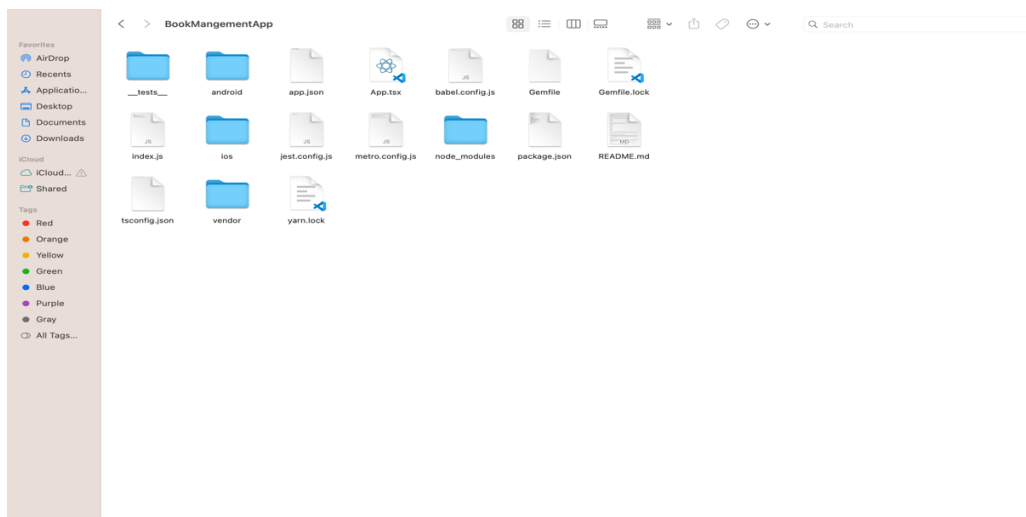 BookMangementApp
Search
Favorites
AirDrop
Recents
Applicatio...
Desktop
Documents
Downloads
iCloud
iCloud...
Shared
Tags
Red
Orange
Yellow
Green
Blue
Purple
Gray
All Tags...
JS
__tests__ android app.json App.tsx babel.config.js Gemfile Gemfile.lock
JS JS JS MD
index.js ios jest.config.js metro.config.js node_modules package.json README.md
tsconfig.json vendor yarn.lock